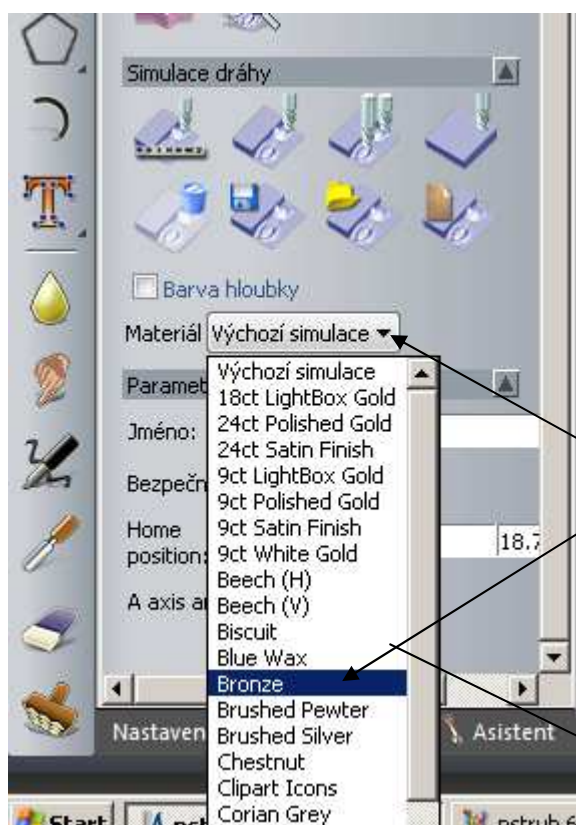 Simulace dráhy
Barva hloubky
Materiál Výchozí simulace
Výchozí simulace
18ct LightBox Gold
24ct Polished Gold
24ct Satin Finish
9ct LightBox Gold
9ct Polished Gold
9ct Satin Finish
9ct White Gold
Beech (H)
Beech (V)
Biscuit
Blue Wax
Bronze
Brushed Pewter
Brushed Silver
Chestnut
Clipart Icons
Corian Grey
Paramet
Jméno:
Bezpečn
Home
position: 18.7
A axis a
Nastaven Asistent
Start